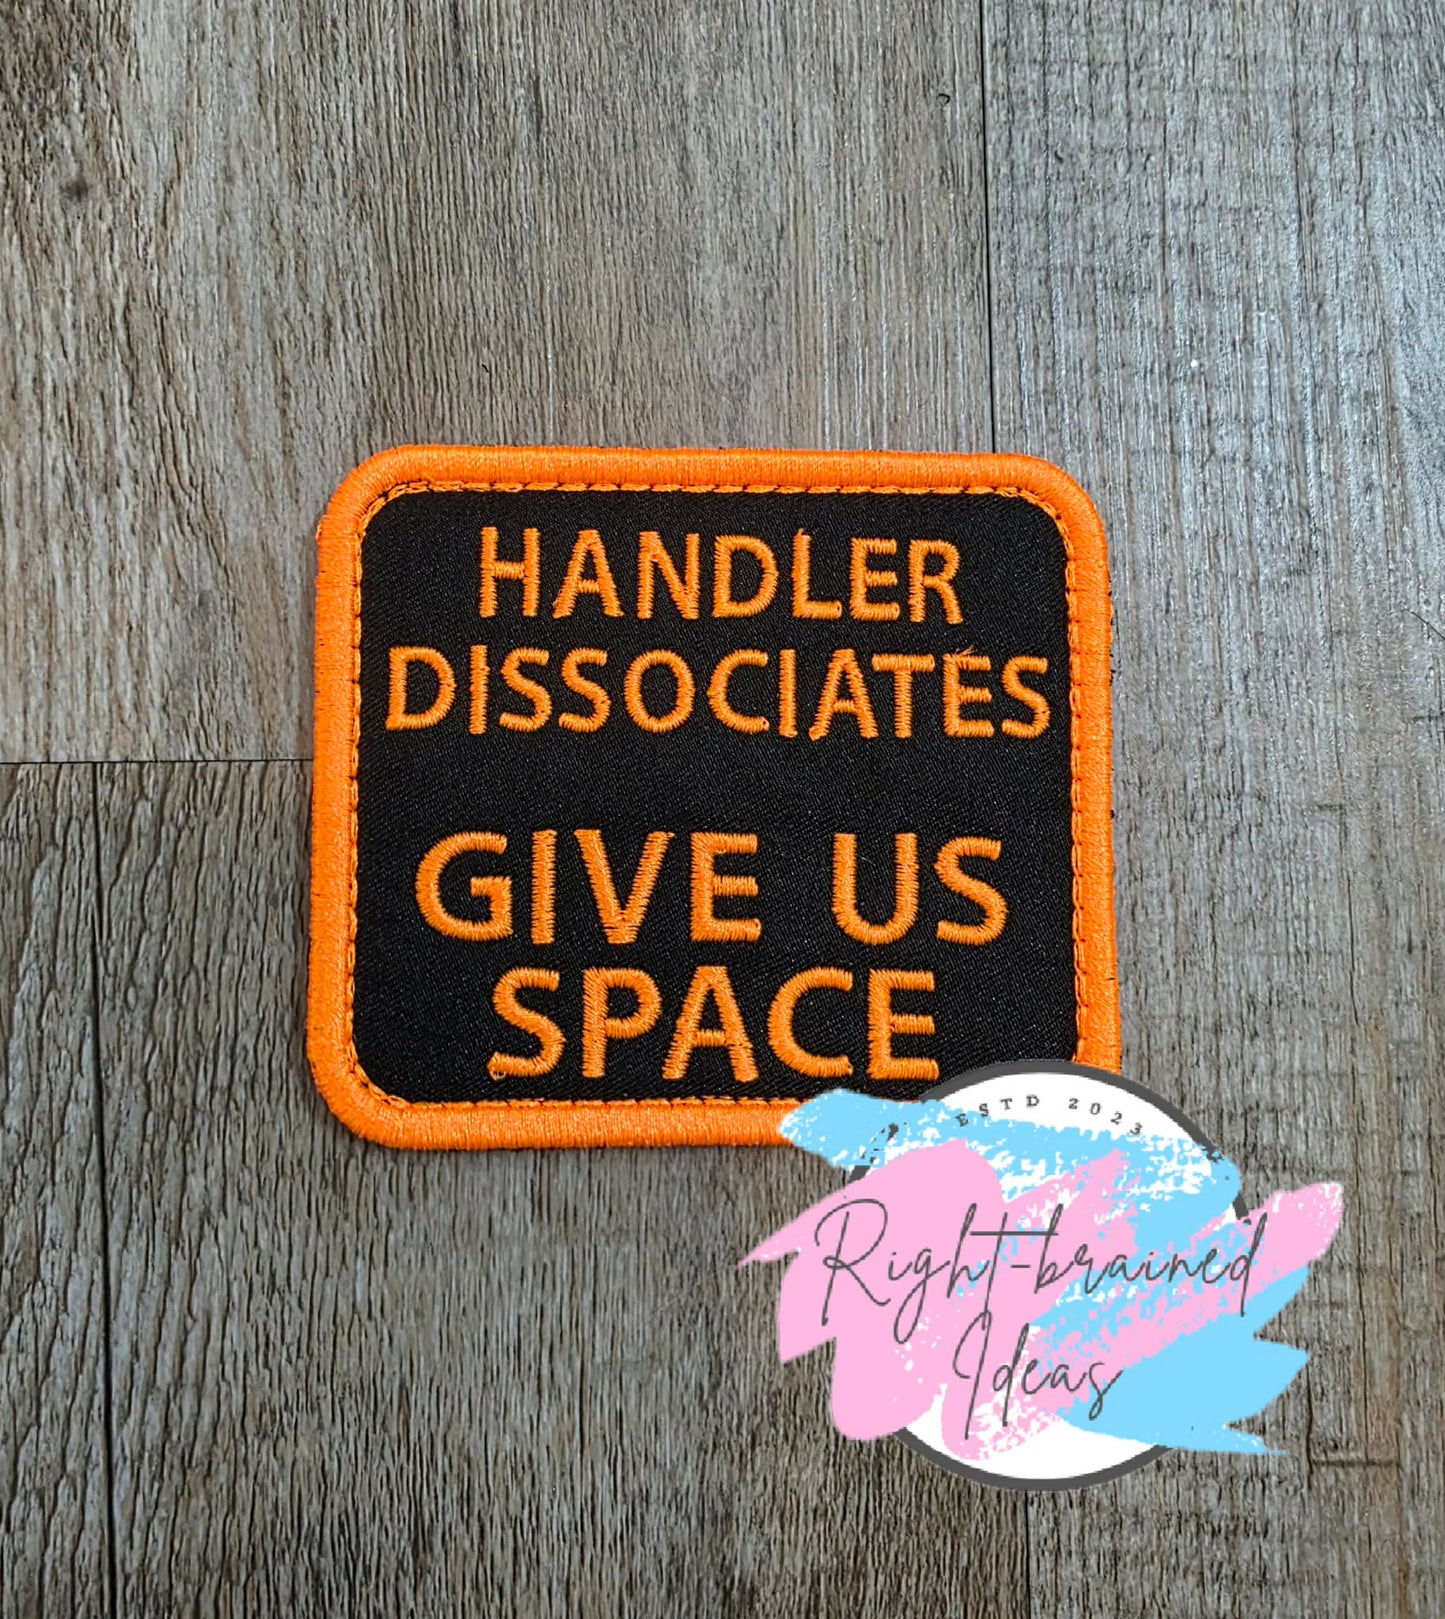 HANDLER
DISSOCIATES
GIVE US
SPACE
ESTD 2023
Right-brained
Ideas